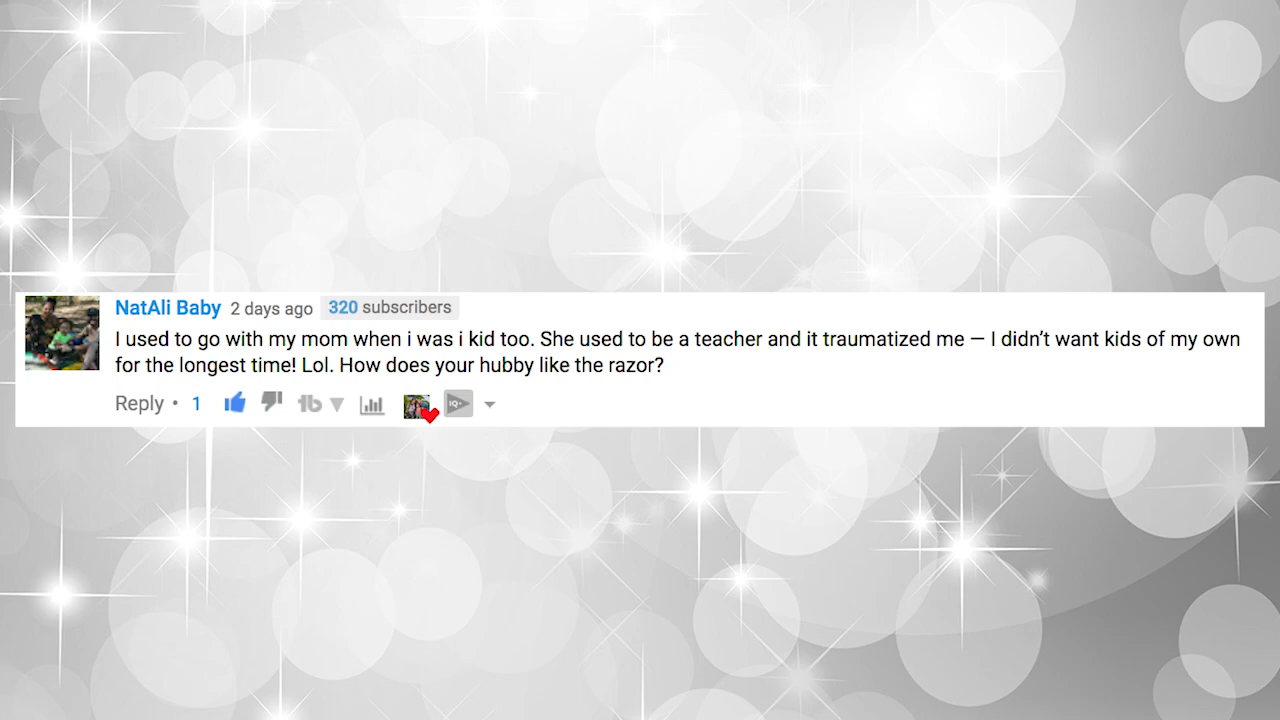 NatAli Baby 2 days ago 320 subscribers
I used to go with my mom when i was i kid too. She used to be a teacher and it traumatized me — I didn’t want kids of my own
for the longest time! Lol. How does your hubby like the razor?
Reply • 1 tb IQ+